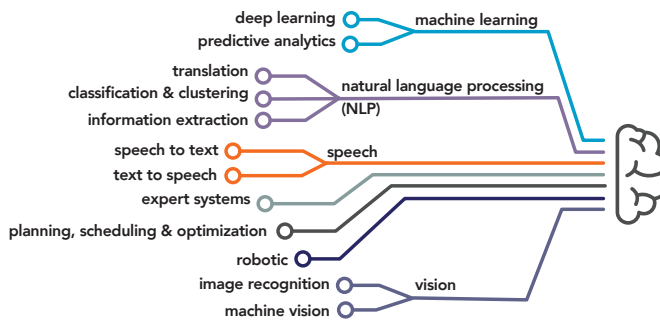 deep learning
machine learning
predictive analytics
translation
classification & clustering
natural language processing
(NLP)
information extraction
speech to text
speech
text to speech
expert systems
planning, scheduling & optimization
robotic
image recognition
vision
machine vision